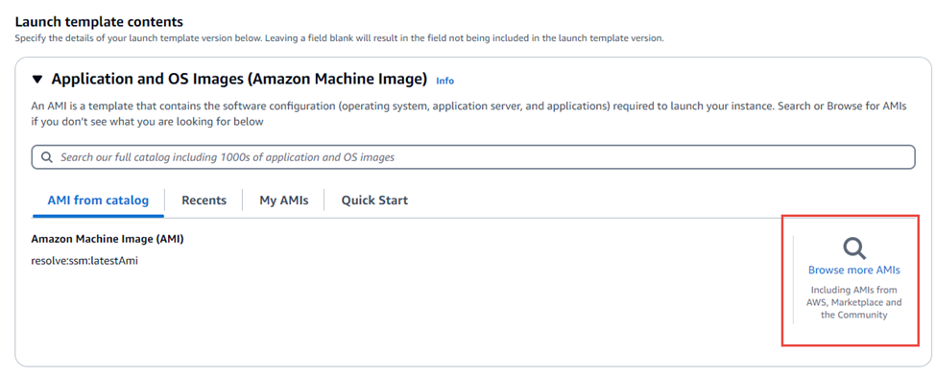 Launch template contents
Specify the details of your launch template version below. Leaving a field blank will result in the field not being included in the launch template version.
Application and OS Images (Amazon Machine Image) Info
An AMI is a template that contains the software configuration (operating system, application server, and applications) required to launch your instance. Search or Browse for AMIs
if you don't see what you are looking for below
Search our full catalog including 1000s of application and OS images
AMI from catalog Recents My AMIs Quick Start
Amazon Machine Image (AMI)
resolve:ssm:latestAmi
Browse more AMIs
Including AMIs from
AWS, Marketplace and
the Community